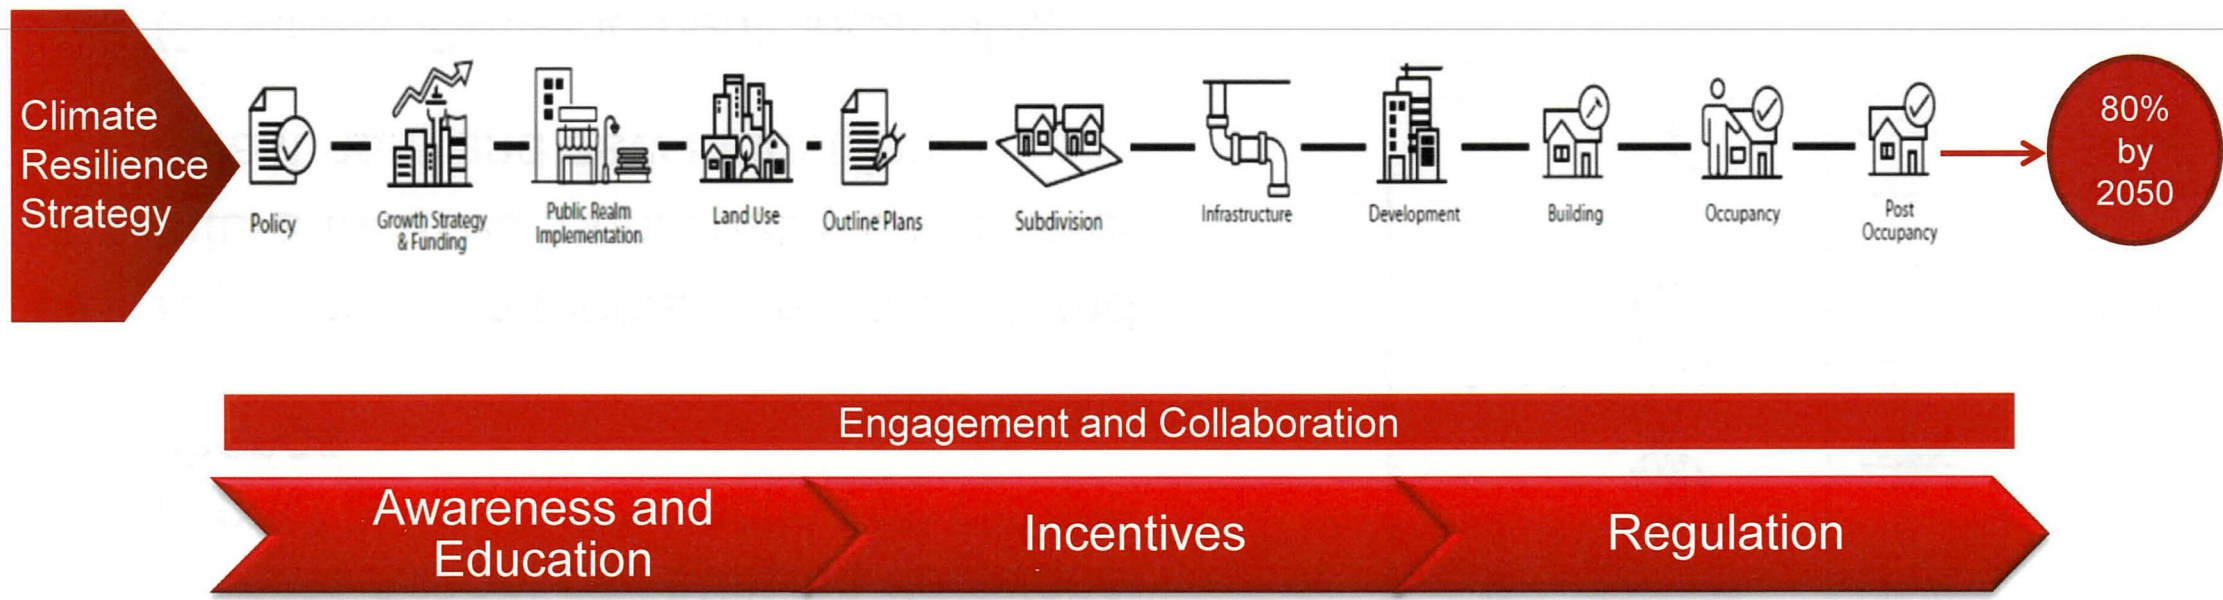 Climate
Resilience
Strategy
Policy
Growth Strategy
& Funding
Public Realm
Implementation
Land Use
Outline Plans
Subdivision
Infrastructure
Development
Building
Occupancy
Post
Occupancy
80%
by
2050
Engagement and Collaboration
Awareness and
Education
Incentives
Regulation